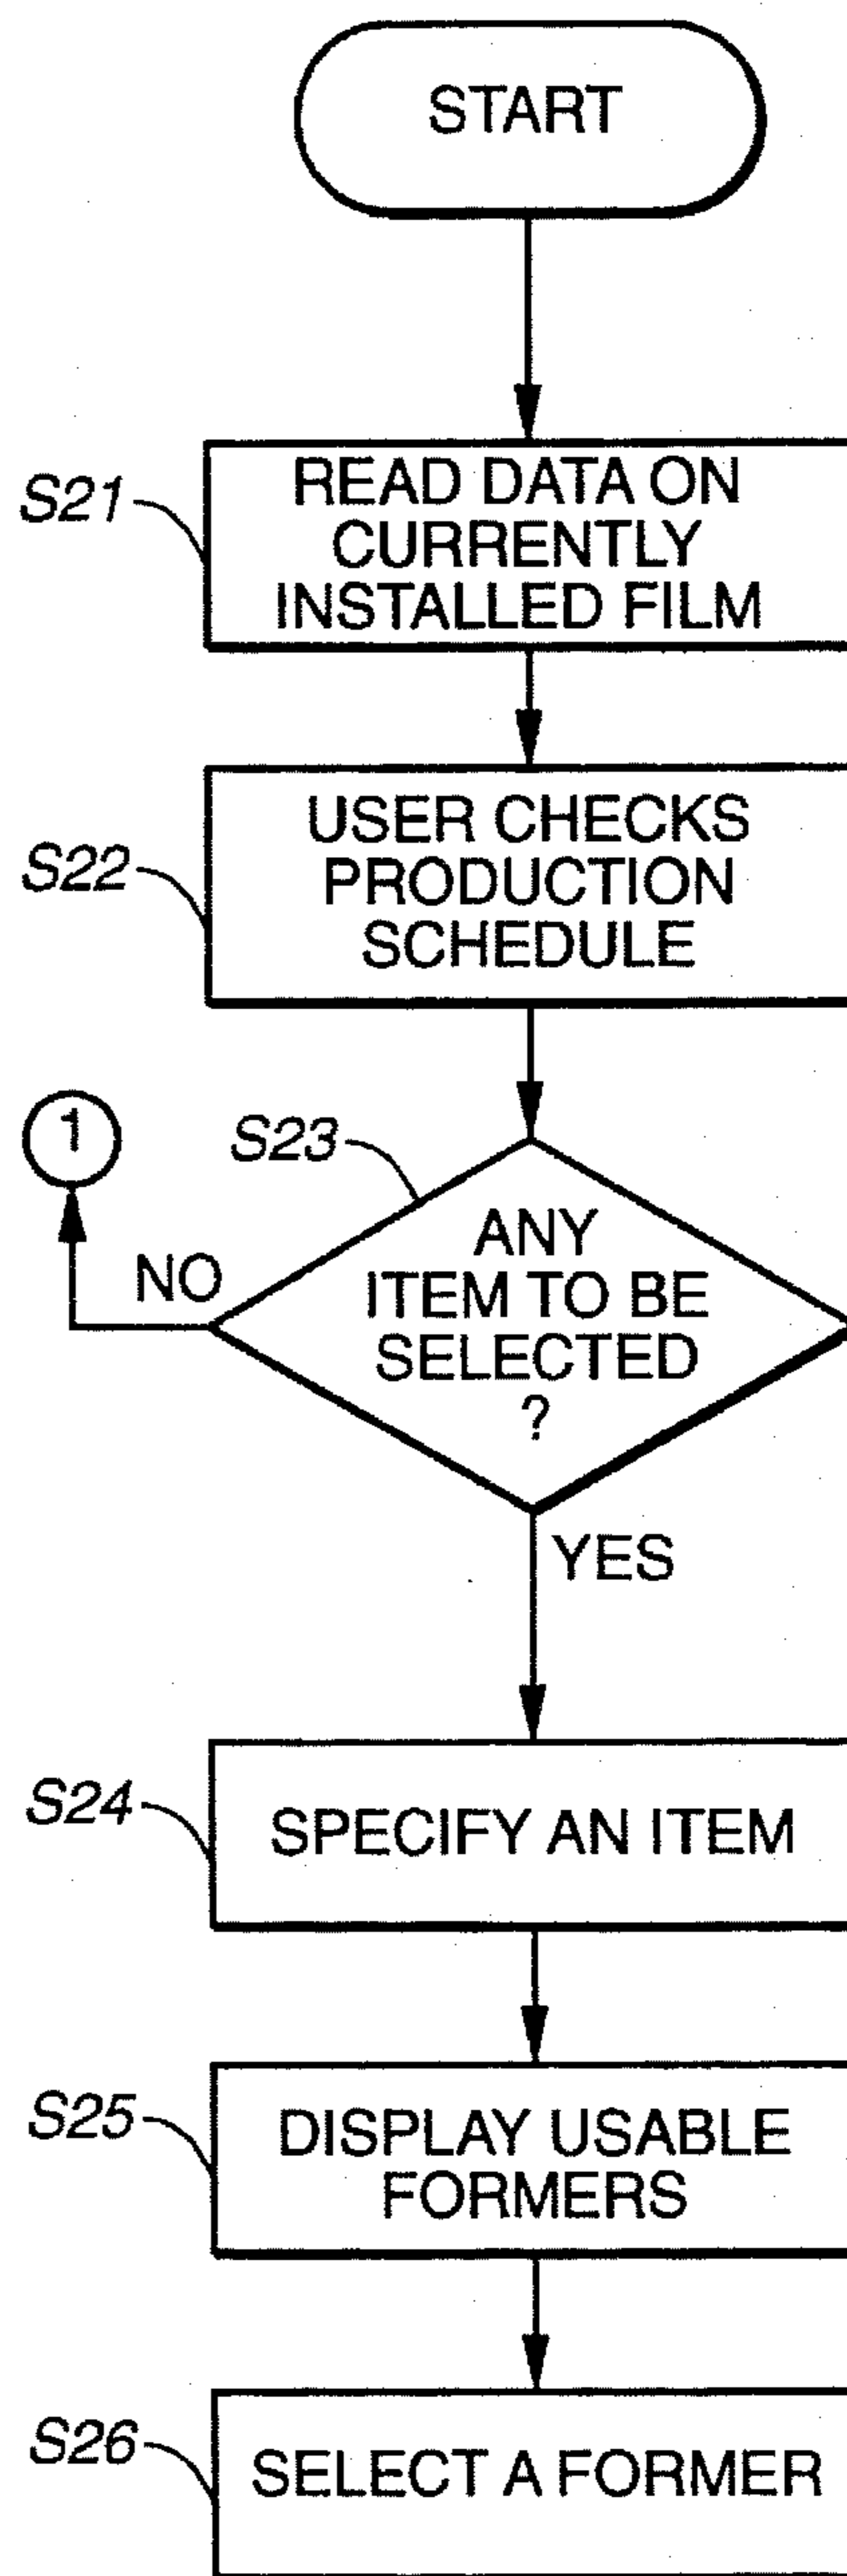 START
S21
READ DATA ON
CURRENTLY
INSTALLED FILM
S22
USER CHECKS
PRODUCTION
SCHEDULE
1
S23
ANY
ITEM TO BE
SELECTED
?
NO
YES
S24
SPECIFY AN ITEM
S25
DISPLAY USABLE
FORMERS
S26
SELECT A FORMER